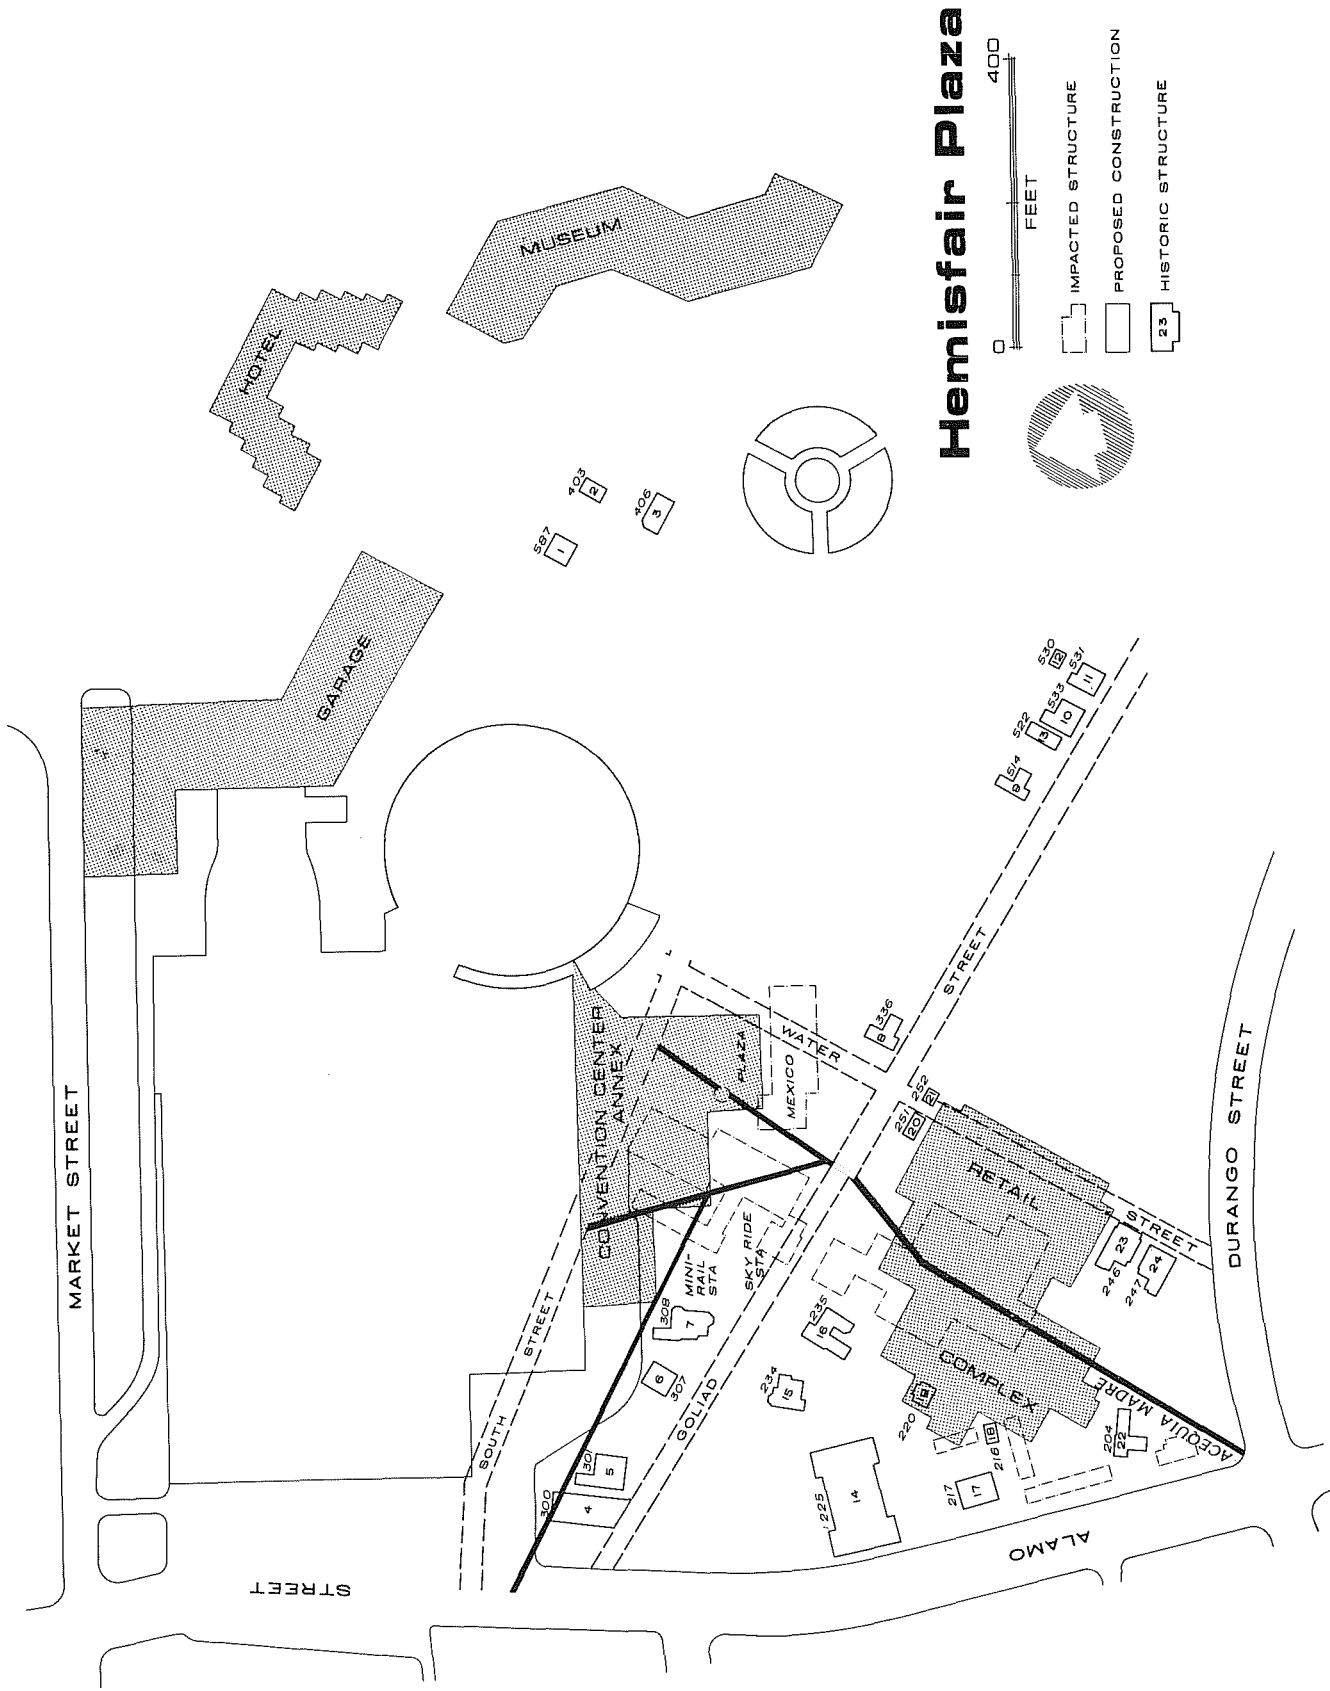 Hemisfair Plaza
0
400
FEET
IMPACTED STRUCTURE
PROPOSED CONSTRUCTION
23
HISTORIC STRUCTURE
HOTEL
MUSEUM
GARAGE
587
1
403
2
406
3
MARKET STREET
CONVENTION CENTER
ANNEX
PLAZA
MEXICO
WATER
STREET
336
8
514
9
522
13
533
10
531
11
530
12
SOUTH STREET
300
4
301
5
307
6
308
7
MINI-
RAIL
STA
SKY RIDE
STA
GOLIAD
STREET
234
15
235
16
225
14
217
17
216
18
220
19
251
20
252
21
204
22
246
23
247
24
RETAIL
COMPLEX
ACEQUIA MADRE
STREET
DURANGO STREET
ALAMO